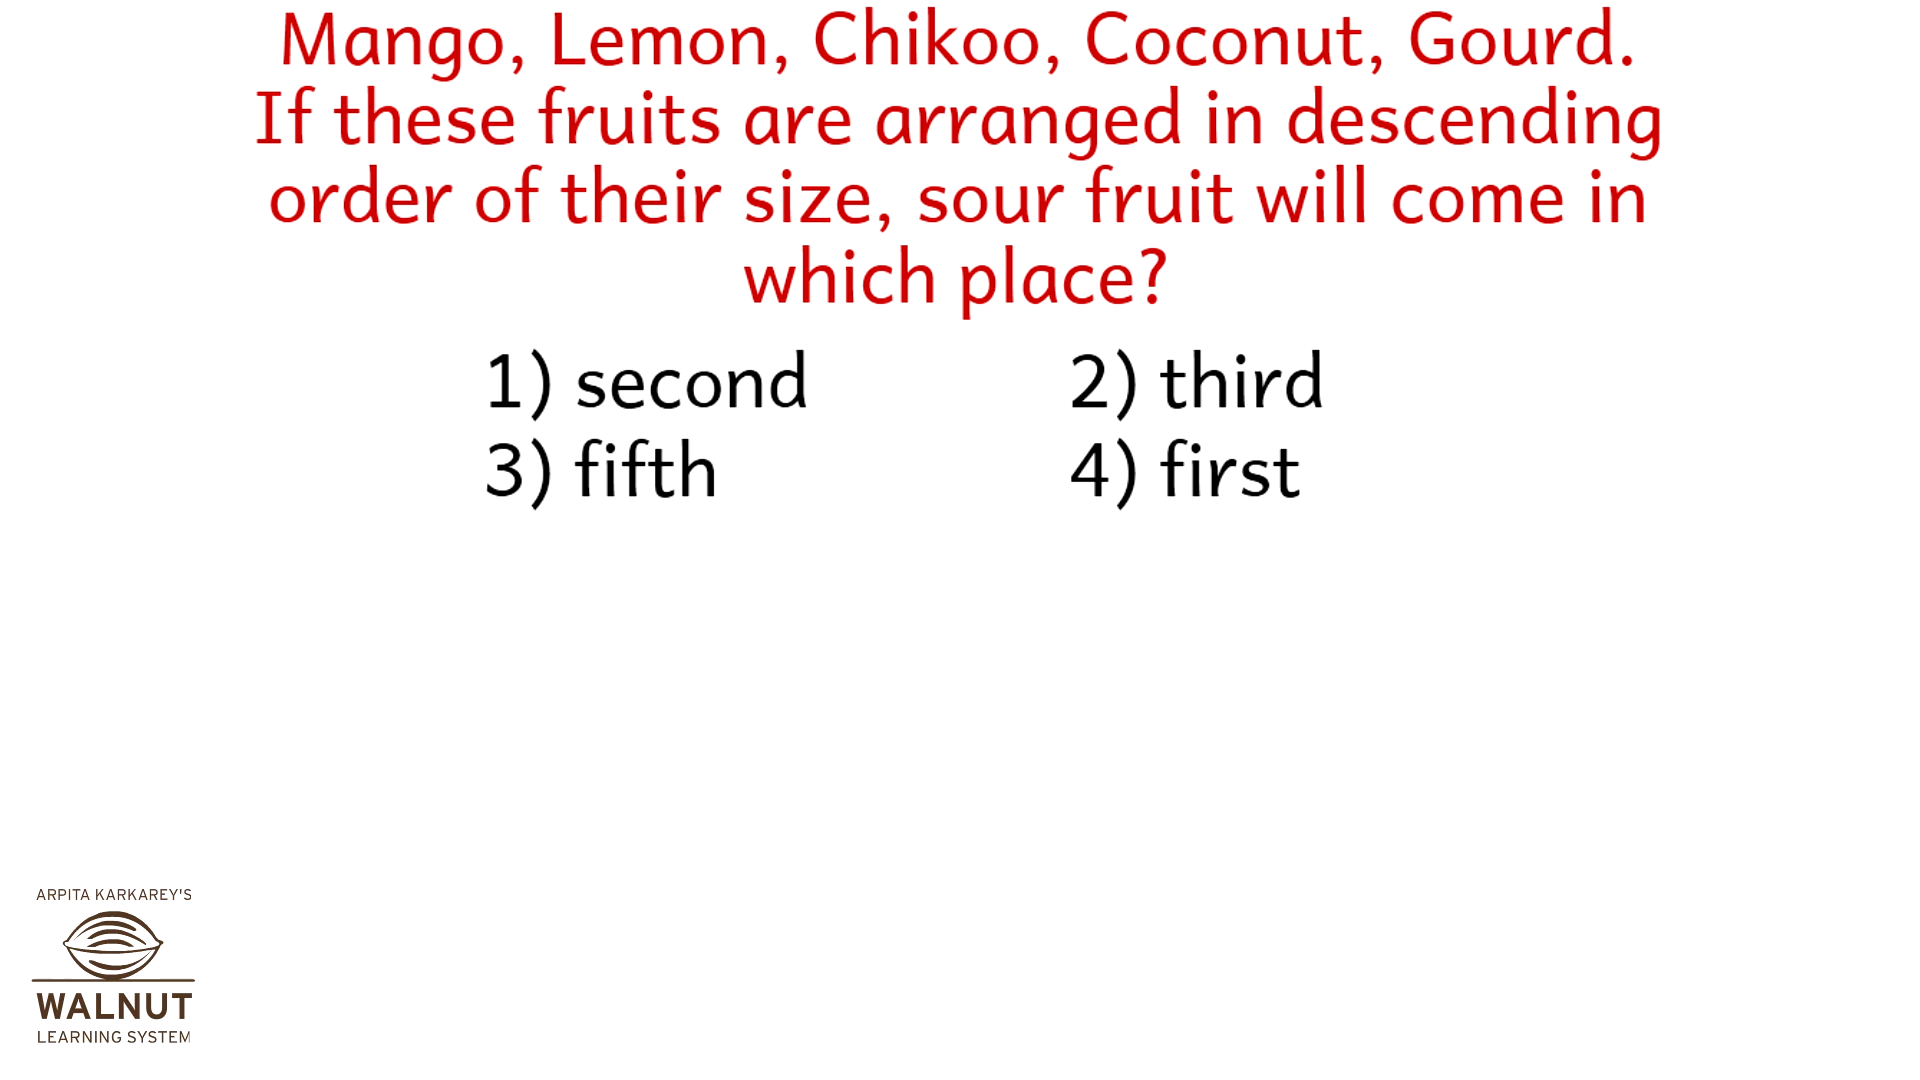 Mango, Lemon, Chikoo, Coconut, Gourd.
If these fruits are arranged in descending
order of their size, sour fruit will come in
which place?
1) second 2) third
3) fifth 4) first
ARPITA KARKAREY'S
WALNUT
LEARNING SYSTEM